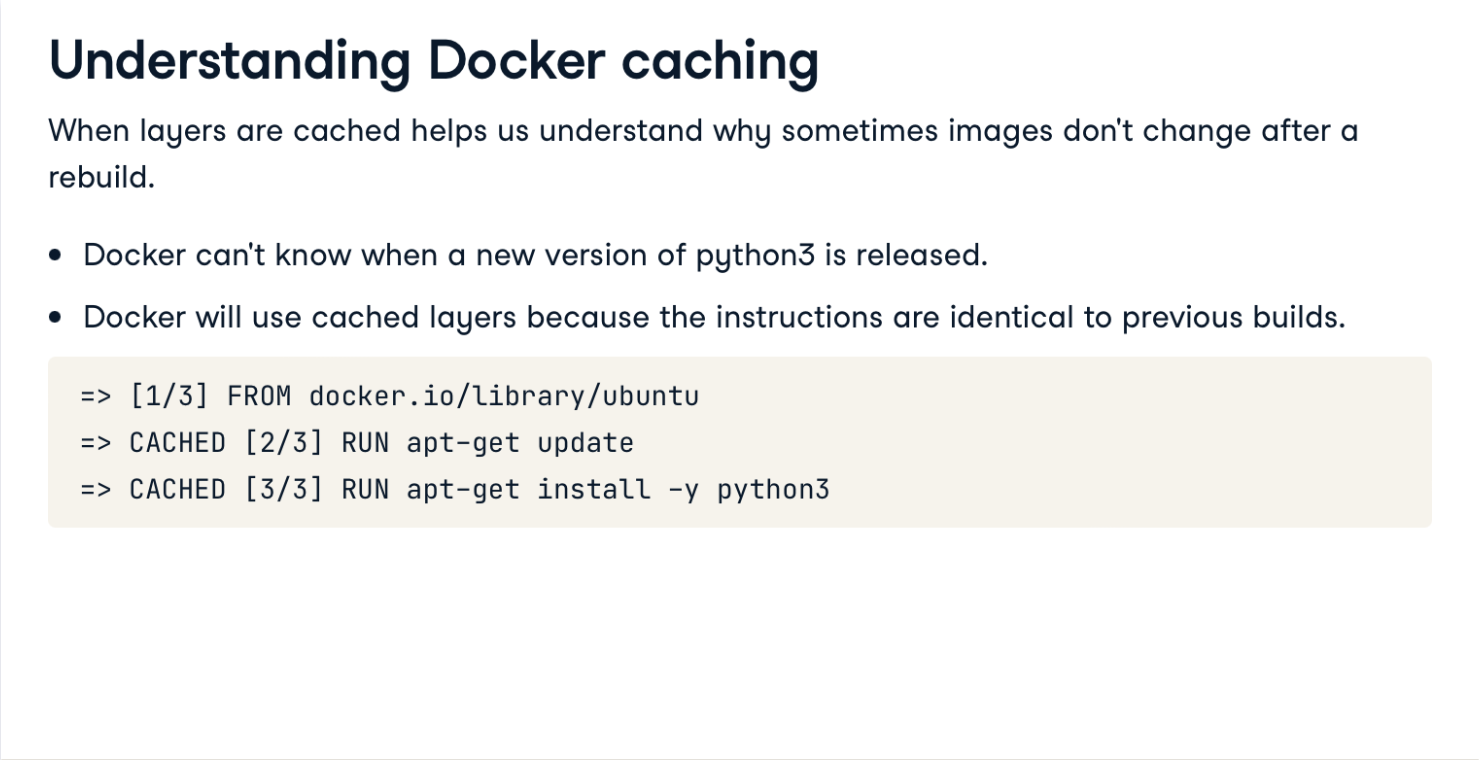 Understanding Docker caching
When layers are cached helps us understand why sometimes images don't change after a
rebuild.
• Docker can't know when a new version of python3 is released.
• Docker will use cached layers because the instructions are identical to previous builds.
=> [1/3] FROM docker.io/library/ubuntu
=> CACHED [2/3] RUN apt-get update
=> CACHED [3/3] RUN apt-get install -y python3